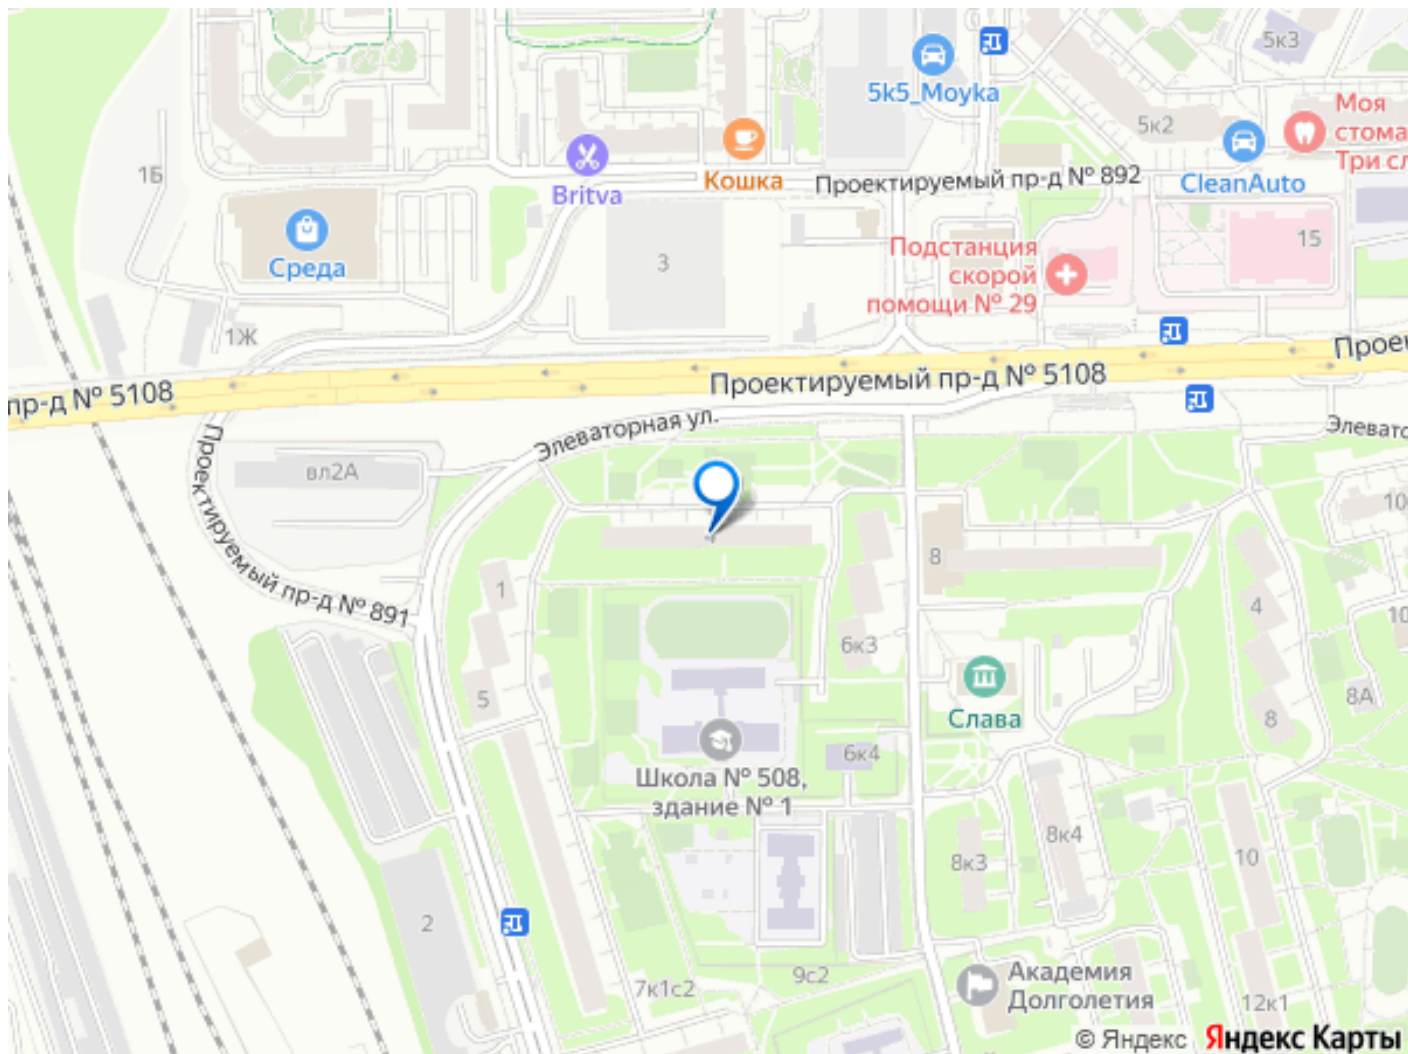 5к3
5k5_Moyka
Моя
стома
Три сл
5к2
CleanAuto
1Б
Britva
Кошка
Проектируемый пр-д № 892
Среда
3
Подстанция
скорой
помощи № 29
15
1Ж
Проек
пр-д № 5108
Проектируемый пр-д № 5108
Элеваторная ул.
Элеватс
Проектируемый пр-д № 891
вл2А
10
8
1
4
10
6к3
5
8А
Слава
8
6к4
Школа № 508,
здание № 1
8к4
8к3
10
2
9с2
7к1с2
Академия
Долголетия
12к1
© Яндекс Яндекс Карты